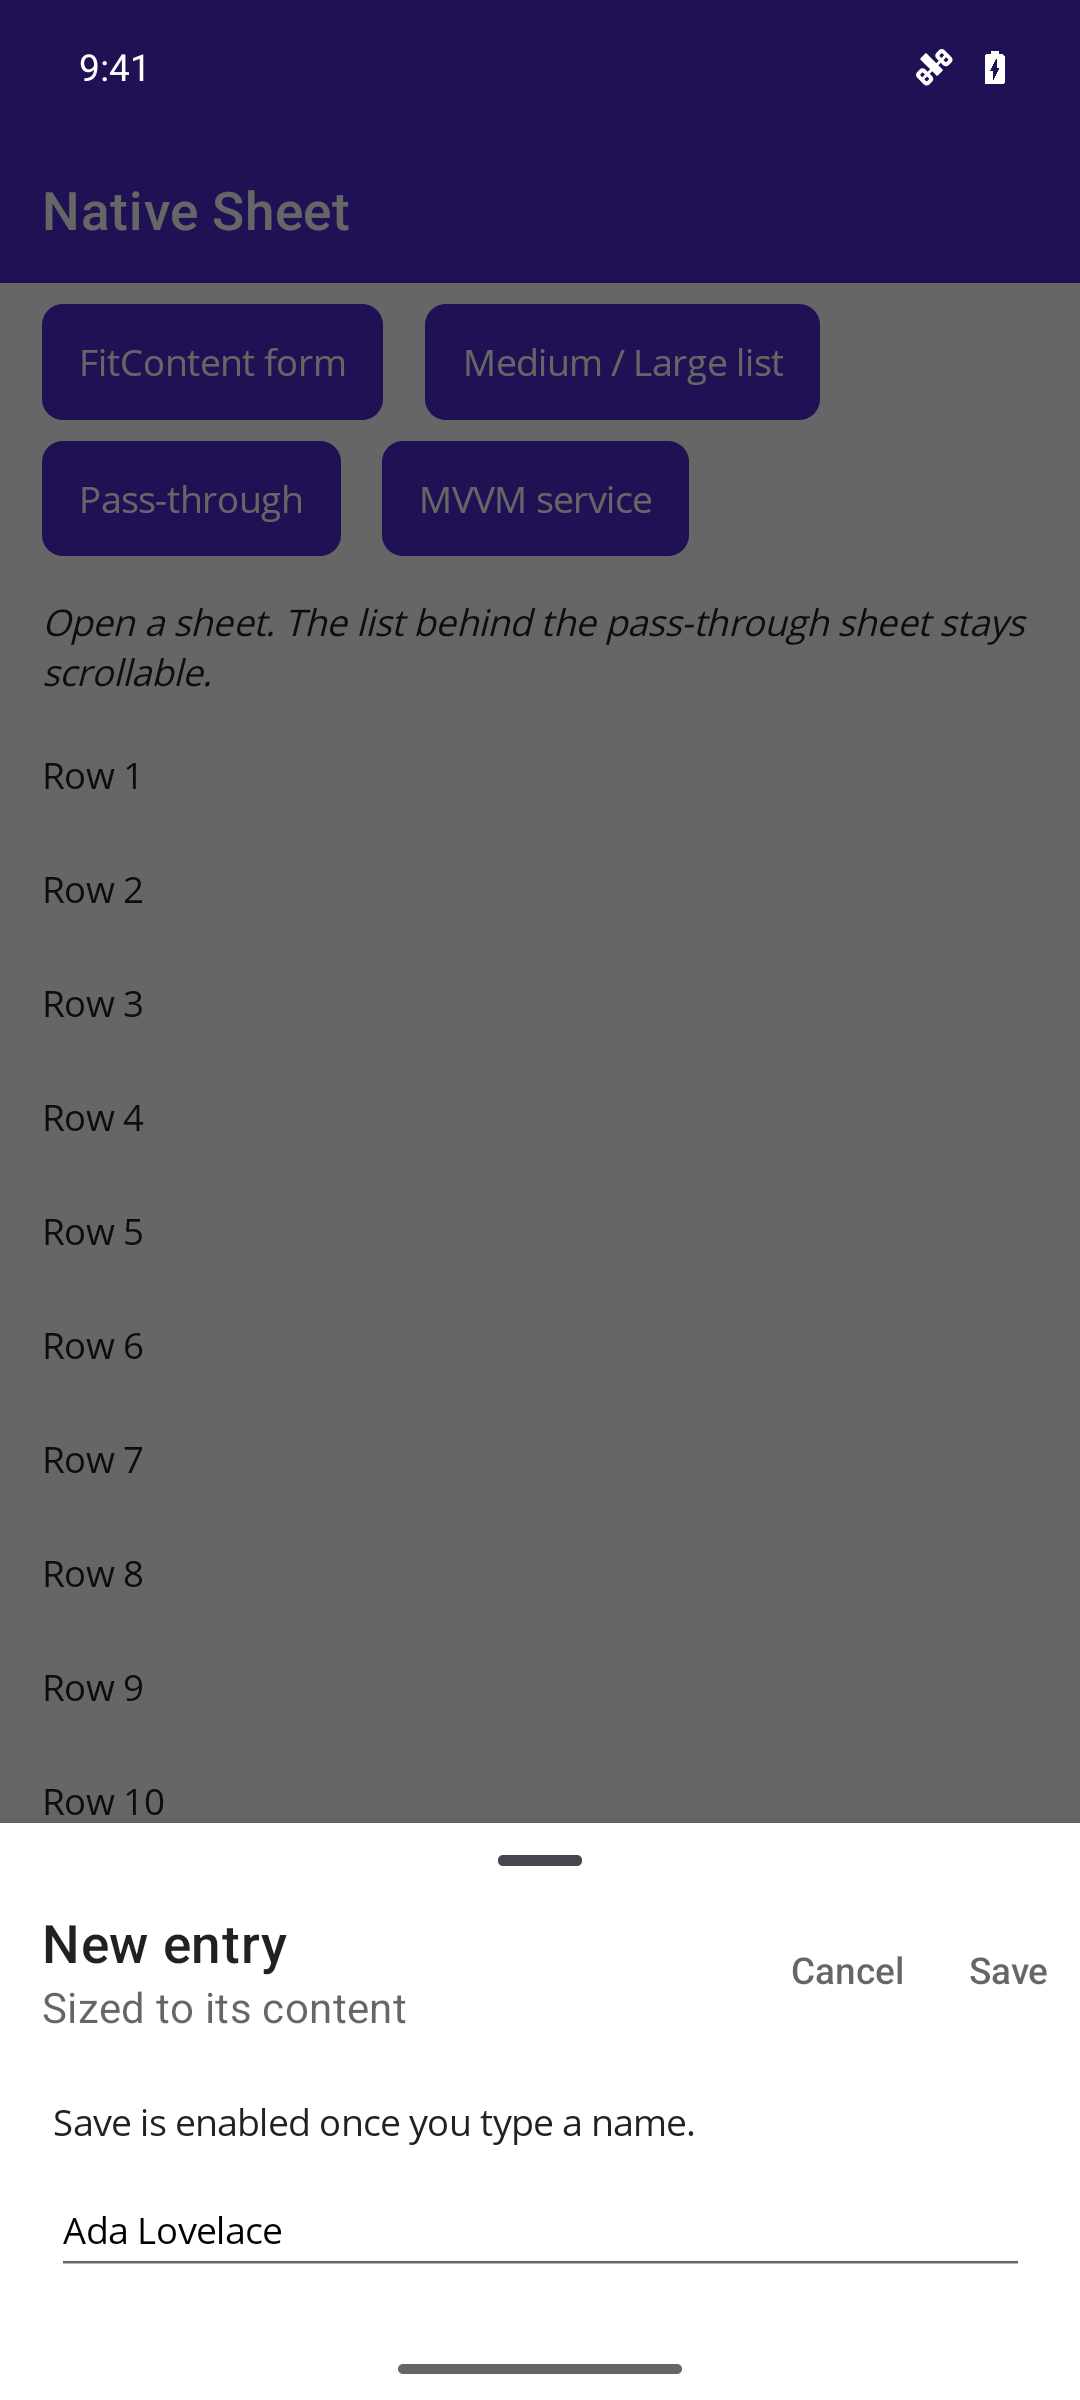 9:41
Native Sheet
FitContent form
Medium / Large list
Pass-through
MVVM service
Open a sheet. The list behind the pass-through sheet stays
scrollable.
Row 1
Row 2
Row 3
Row 4
Row 5
Row 6
Row 7
Row 8
Row 9
Row 10
New entry
Sized to its content
Cancel
Save
Save is enabled once you type a name.
Ada Lovelace